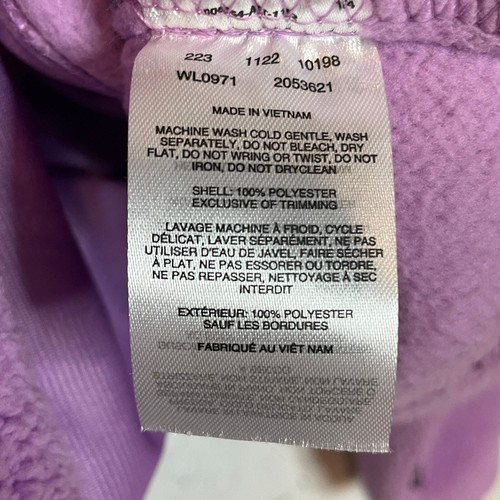 223 1122 10198
WL0971 2053621
MADE IN VIETNAM
MACHINE WASH COLD GENTLE, WASH
SEPARATELY, DO NOT BLEACH, DRY
FLAT, DO NOT WRING OR TWIST, DO NOT
IRON, DO NOT DRYCLEAN
SHELL: 100% POLYESTER
EXCLUSIVE OF TRIMMING
LAVAGE MACHINE À FROID, CYCLE
DÉLICAT, LAVER SÉPARÉMENT, NE PAS
UTILISER D'EAU DE JAVEL, FAIRE SÉCHER
À PLAT, NE PAS ESSORER OU TORDRE,
NE PAS REPASSER, NETTOYAGE À SEC
INTERDIT
EXTÉRIEUR: 100% POLYESTER
SAUF LES BORDURES
FABRIQUÉ AU VIÊT NAM